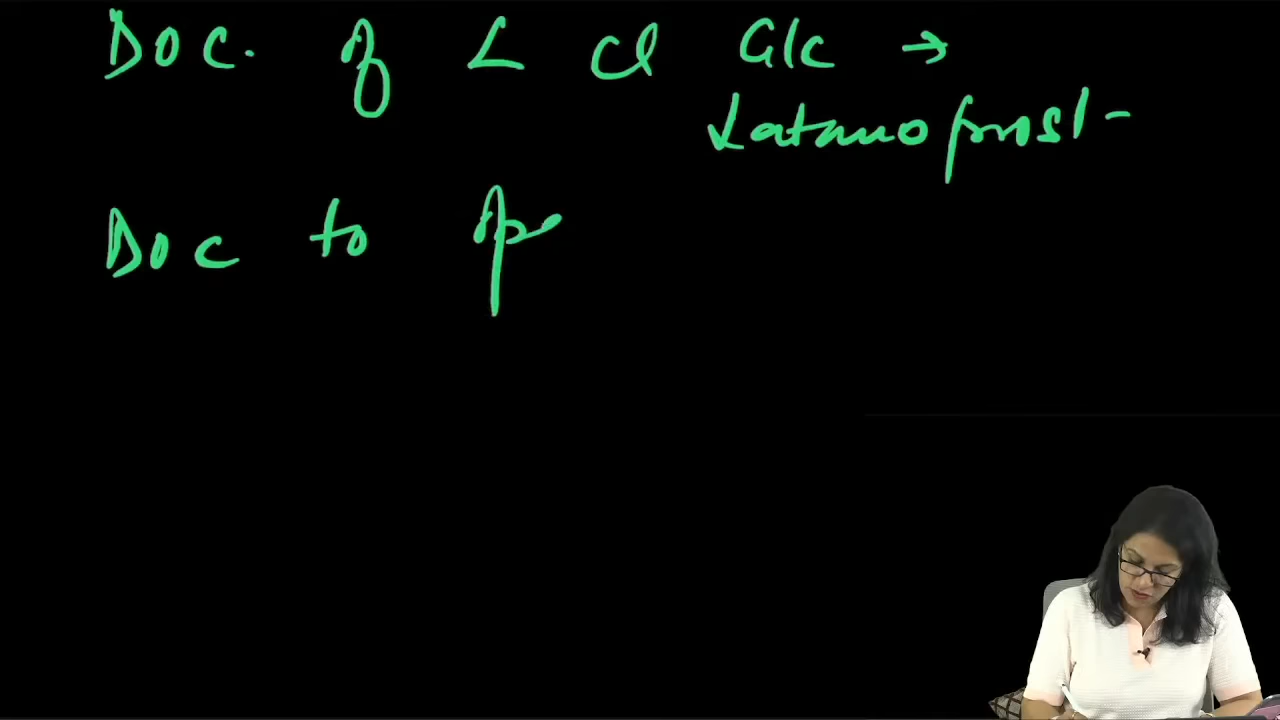 DOC. of L Cl Glc →
Latanoprost -
DOC to